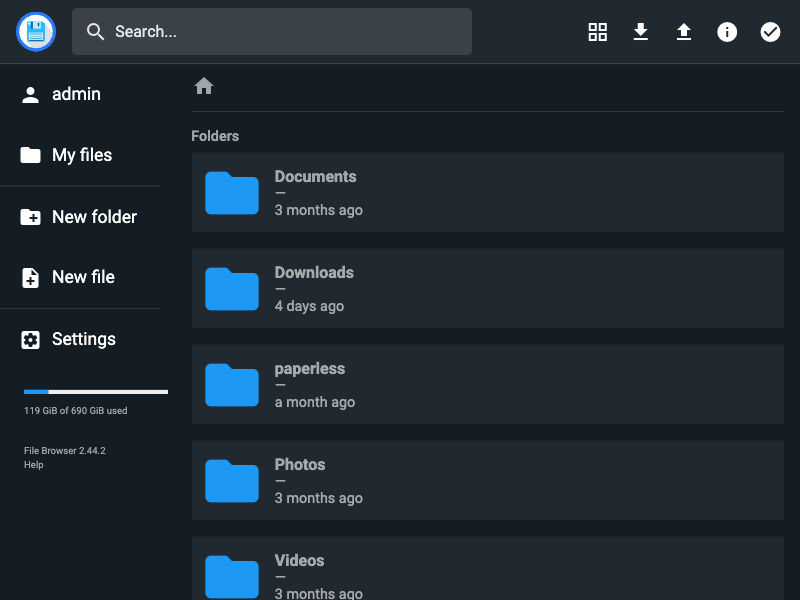 Search...
admin
My files
New folder
New file
Settings
119 GiB of 690 GiB used
File Browser 2.44.2
Help
Folders
Documents
—
3 months ago
Downloads
—
4 days ago
paperless
—
a month ago
Photos
—
3 months ago
Videos
—
3 months ago